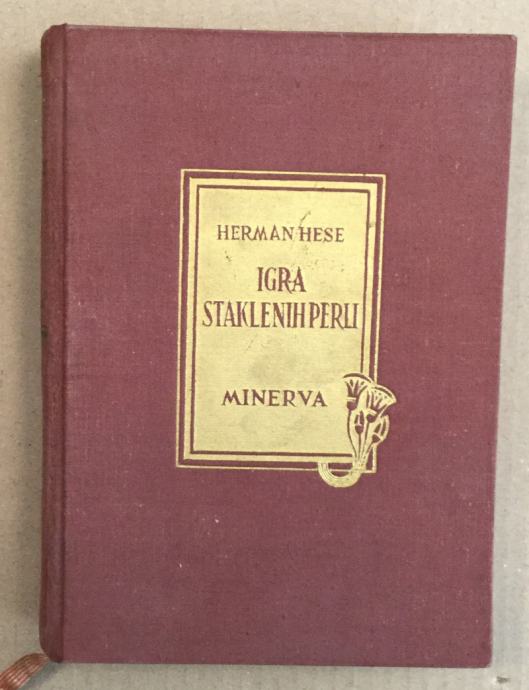 HERMAN HESE
IGRA
STAKLENIH PERLI
MINERVA